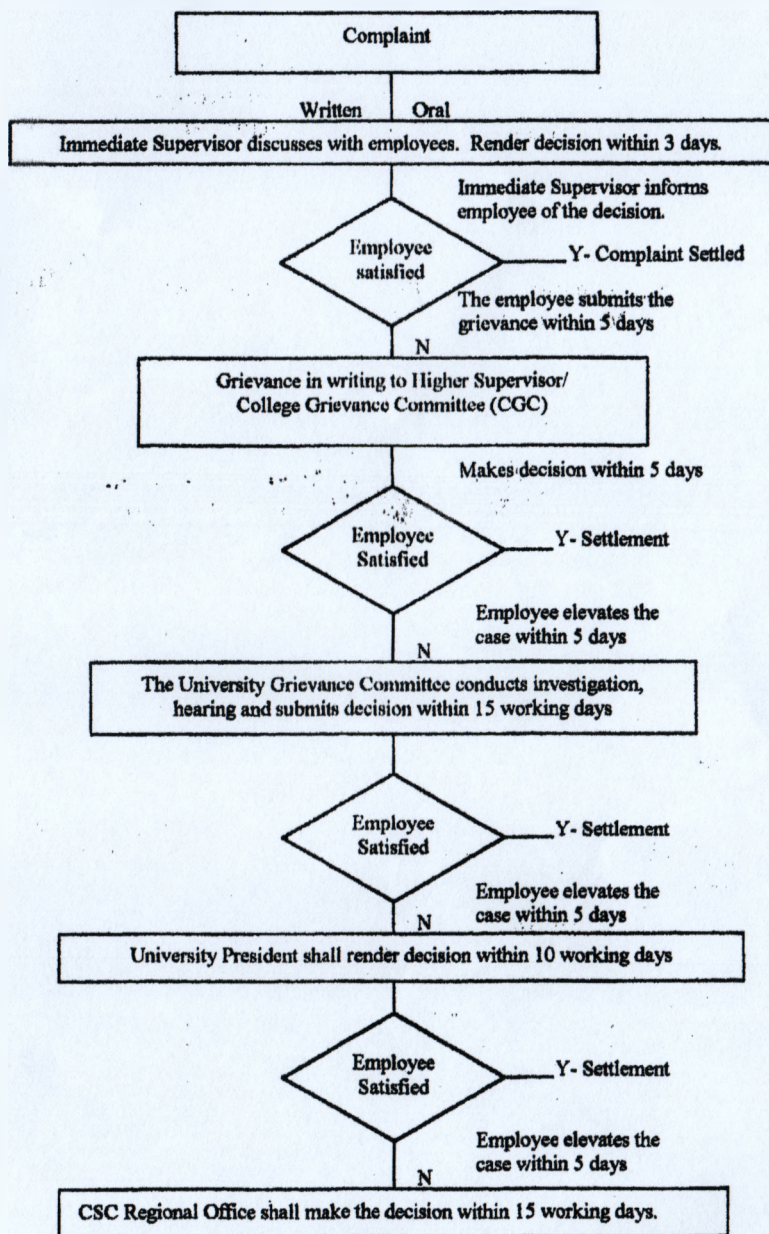 Complaint
Written Oral
Immediate Supervisor discusses with employees. Render decision within 3 days.
Immediate Supervisor informs
employee of the decision.
Employee
satisfied
Y- Complaint Settled
The employee submits the
grievance within 5 days
N
Grievance in writing to Higher Supervisor/
College Grievance Committee (CGC)
Makes decision within 5 days
Employee
Satisfied
Y- Settlement
Employee elevates the
case within 5 days
N
The University Grievance Committee conducts investigation,
hearing and submits decision within 15 working days
Employee
Satisfied
Y- Settlement
Employee elevates the
case within 5 days
N
University President shall render decision within 10 working days
Employee
Satisfied
Y- Settlement
Employee elevates the
case within 5 days
N
CSC Regional Office shall make the decision within 15 working days.